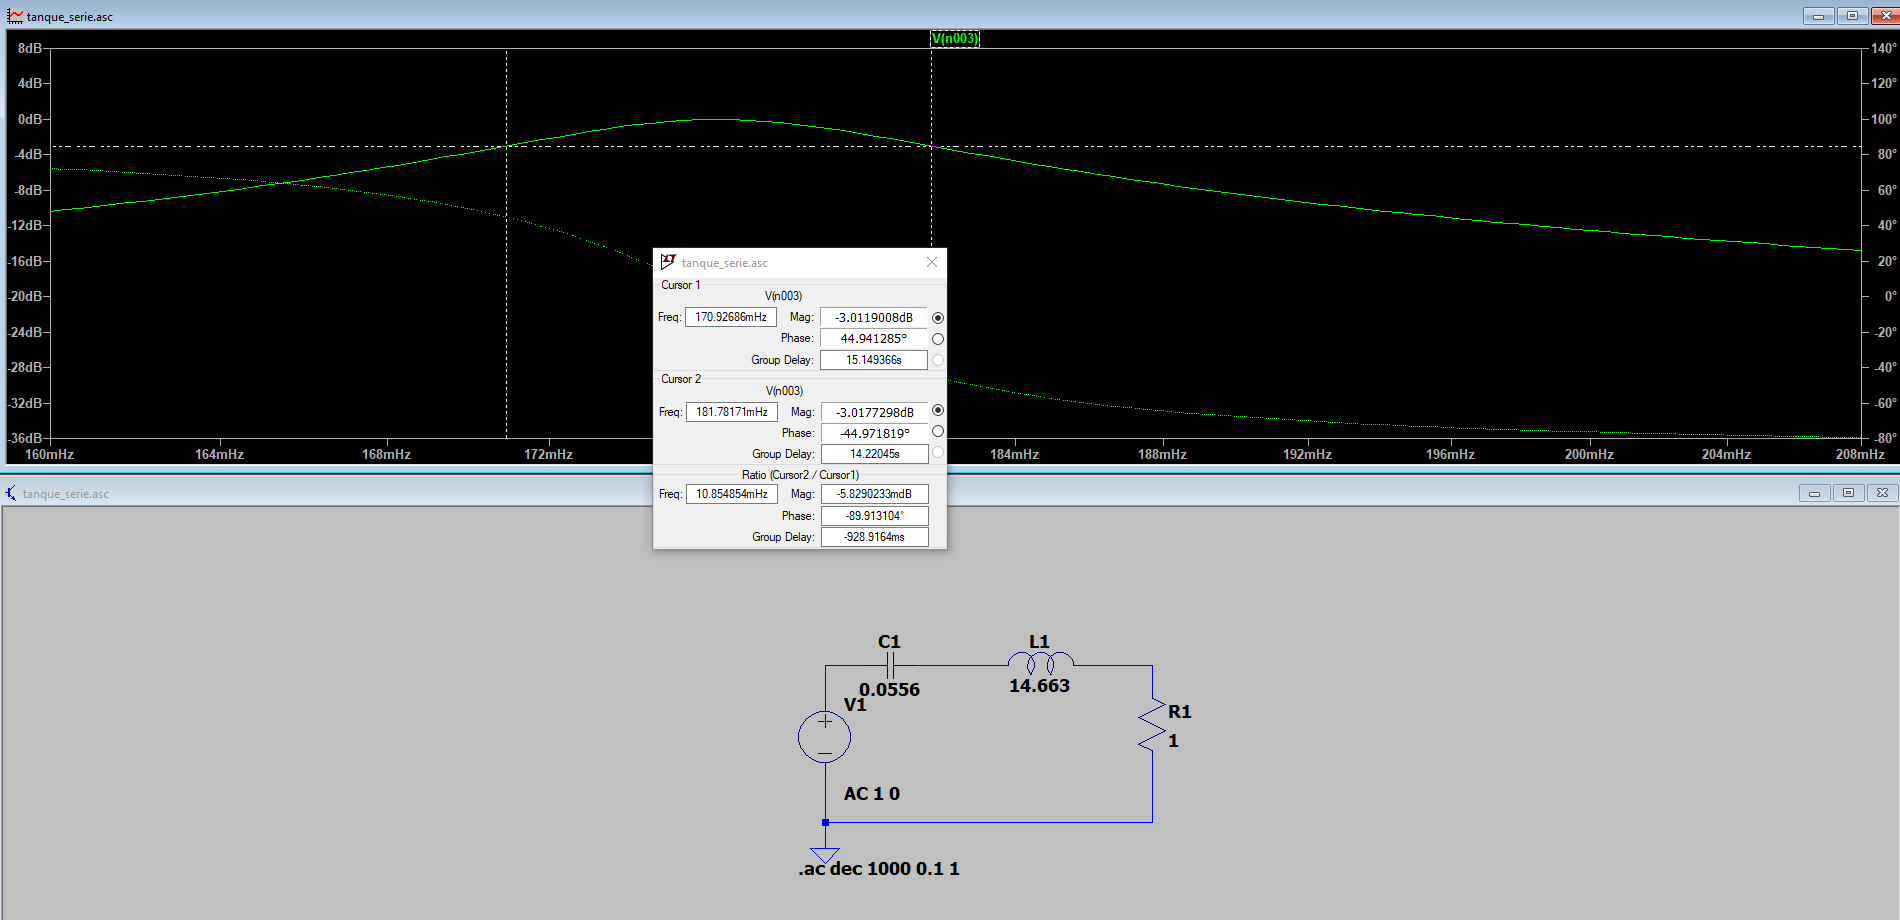 tanque_serie.asc
V(n003)
8dB
4dB
0dB
-4dB
-8dB
-12dB
-16dB
-20dB
-24dB
-28dB
-32dB
-36dB
140°
120°
100°
80°
60°
40°
20°
0°
-20°
-40°
-60°
-80°
160mHz 164mHz 168mHz 172mHz 184mHz 188mHz 192mHz 196mHz 200mHz 204mHz 208mHz
tanque_serie.asc
Cursor 1
V(n003)
Freq: 170.92686mHz Mag: -3.0119008dB
Phase: 44.941285°
Group Delay: 15.149366s
Cursor 2
V(n003)
Freq: 181.78171mHz Mag: -3.0177298dB
Phase: -44.971819°
Group Delay: 14.22045s
Ratio (Cursor2 / Cursor1)
Freq: 10.854854mHz Mag: -5.8290233mdB
Phase: -89.913104°
Group Delay: -928.9164ms
tanque_serie.asc
C1
0.0556
L1
14.663
V1
AC 1 0
R1
1
.ac dec 1000 0.1 1